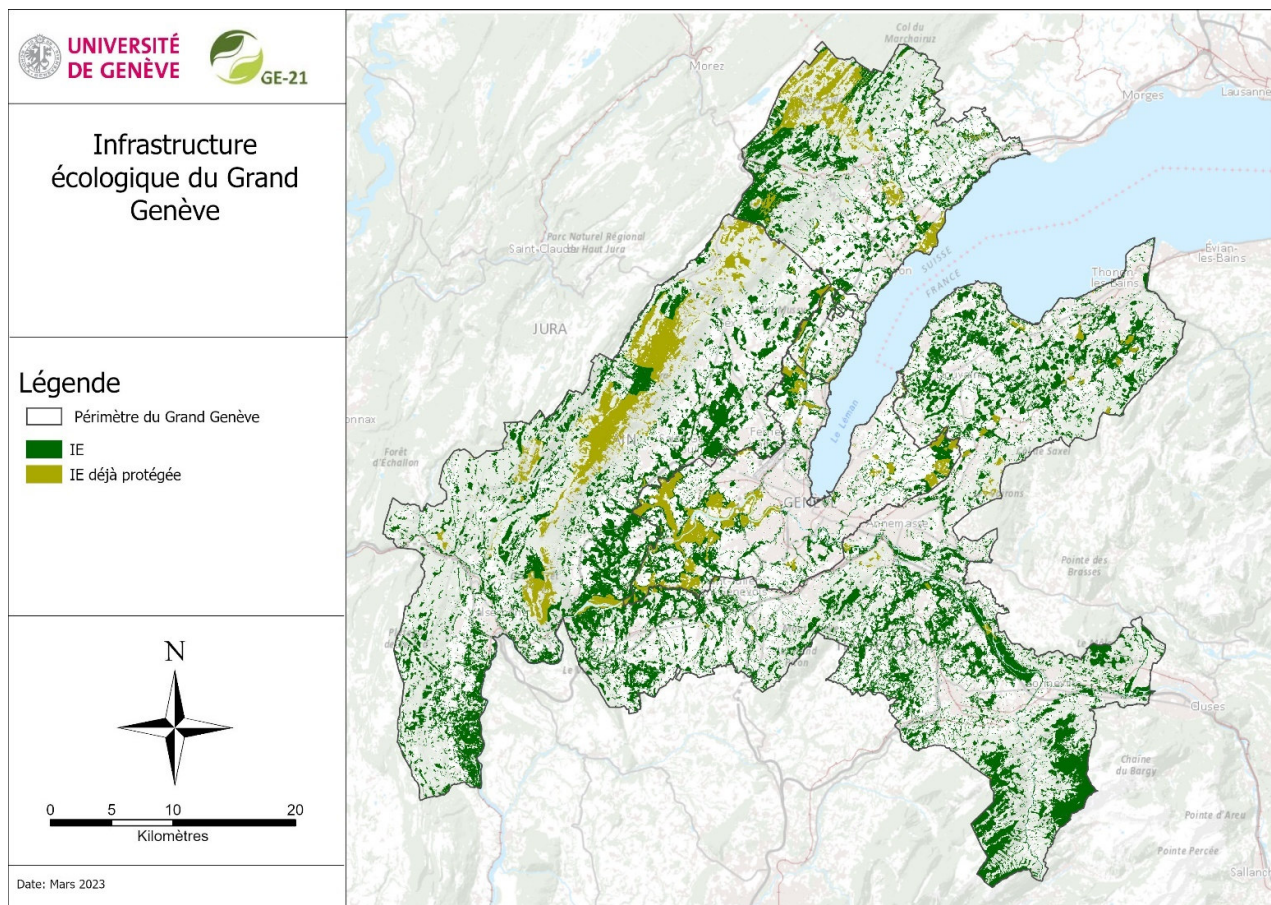 UNIVERSITÉ
DE GENÈVE
GE-21
Infrastructure
écologique du Grand
Genève
Légende
Périmètre du Grand Genève
IE
IE déjà protégée
N
0 5 10 20
Kilomètres
Date: Mars 2023
Col du
Marchairuz
Morez
Morges
Lausanne
Parc Naturel Régional
du Haut Jura
Saint-Claude
SUISSE
FRANCE
Evian-
les-Bains
Thonon-
les-Bains
JURA
Le Léman
Forêt
d'Echallon
GENÈ
Annemasse
Pointe des
Brasses
Cluses
Chaîne
du Bargy
Pointe d'Areu
Pointe Percée
Sallanch